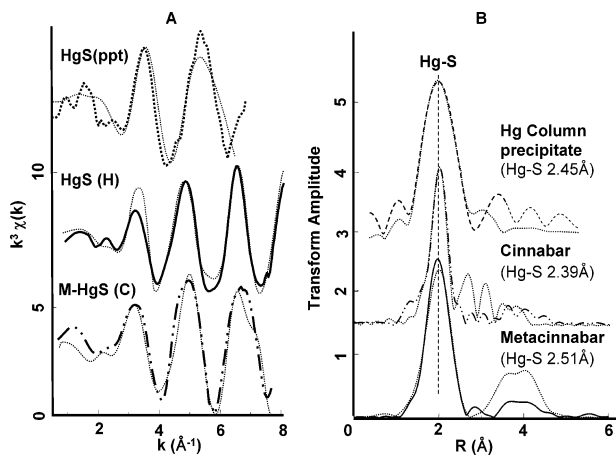 A
HgS(ppt)
HgS (H)
M-HgS (C)
k³ χ(k)
10
5
0
2
4
6
8
k (Å⁻¹)
B
Hg-S
Transform Amplitude
5
4
3
2
1
0
2
4
6
R (Å)
Hg Column
precipitate
(Hg-S 2.45Å)
Cinnabar
(Hg-S 2.39Å)
Metacinnabar
(Hg-S 2.51Å)